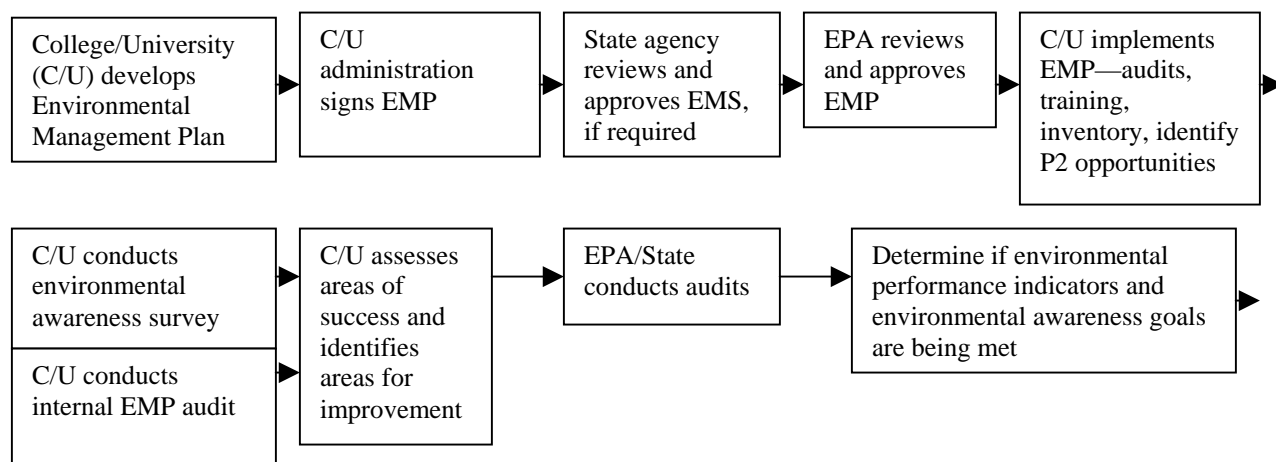 College/University
(C/U) develops
Environmental
Management Plan
C/U
administration
signs EMP
State agency
reviews and
approves EMS,
if required
EPA reviews
and approves
EMP
C/U implements
EMP—audits,
training,
inventory, identify
P2 opportunities
C/U conducts
environmental
awareness survey
C/U conducts
internal EMP audit
C/U assesses
areas of
success and
identifies
areas for
improvement
EPA/State
conducts audits
Determine if environmental
performance indicators and
environmental awareness goals
are being met